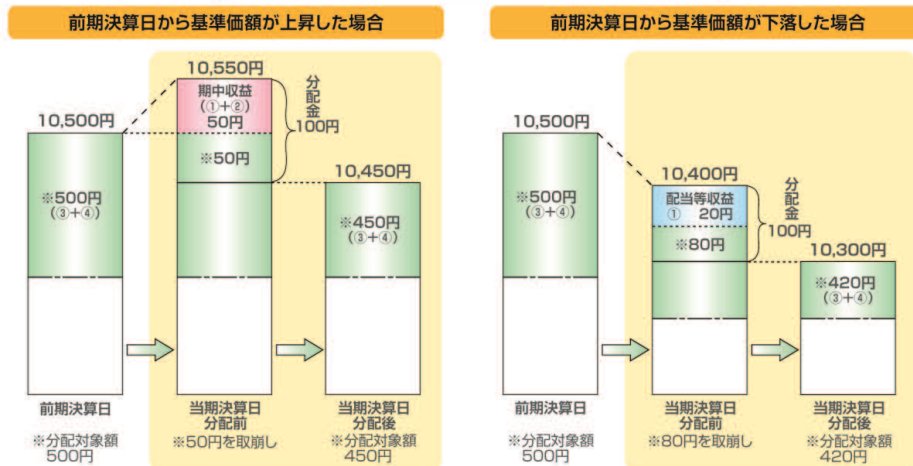 前期決算日から基準価額が上昇した場合
10,550円
期中収益
(①+②)
50円
分配金
100円
10,500円
※50円
※500円
(③+④)
10,450円
※450円
(③+④)
前期決算日
当期決算日
分配前
当期決算日
分配後
※分配対象額
500円
※50円を取崩し
※分配対象額
450円
前期決算日から基準価額が下落した場合
10,500円
※500円
(③+④)
10,400円
配当等収益
① 20円
分配金
100円
※80円
10,300円
※420円
(③+④)
前期決算日
当期決算日
分配前
当期決算日
分配後
※分配対象額
500円
※80円を取崩し
※分配対象額
420円